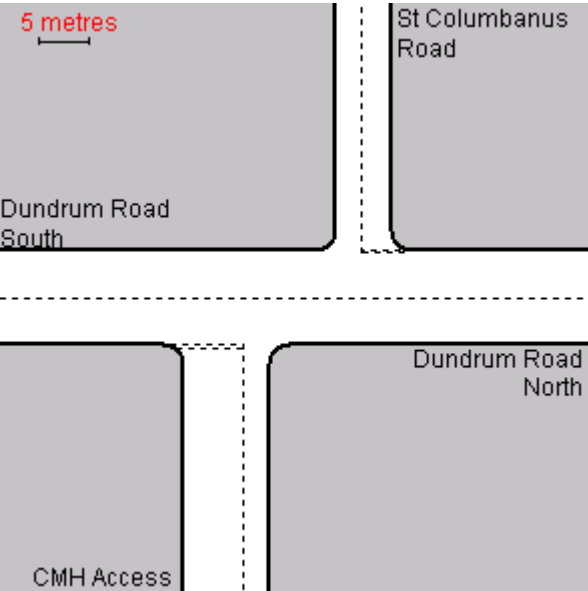 5 metres
St Columbanus
Road
Dundrum Road
South
Dundrum Road
North
CMH Access